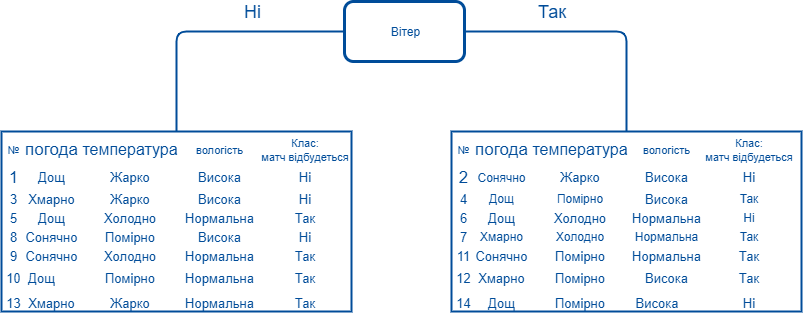 Ні
Так
Вітер
№ погода температура вологість Клас: матч відбудеться
1 Дощ Жарко Висока Ні
3 Хмарно Жарко Висока Ні
5 Дощ Холодно Нормальна Так
8 Сонячно Помірно Висока Ні
9 Сонячно Холодно Нормальна Так
10 Дощ Помірно Нормальна Так
13 Хмарно Жарко Нормальна Так
№ погода температура вологість Клас: матч відбудеться
2 Сонячно Жарко Висока Ні
4 Дощ Помірно Висока Так
6 Дощ Холодно Нормальна Ні
7 Хмарно Холодно Нормальна Так
11 Сонячно Помірно Нормальна Так
12 Хмарно Помірно Висока Так
14 Дощ Помірно Висока Ні